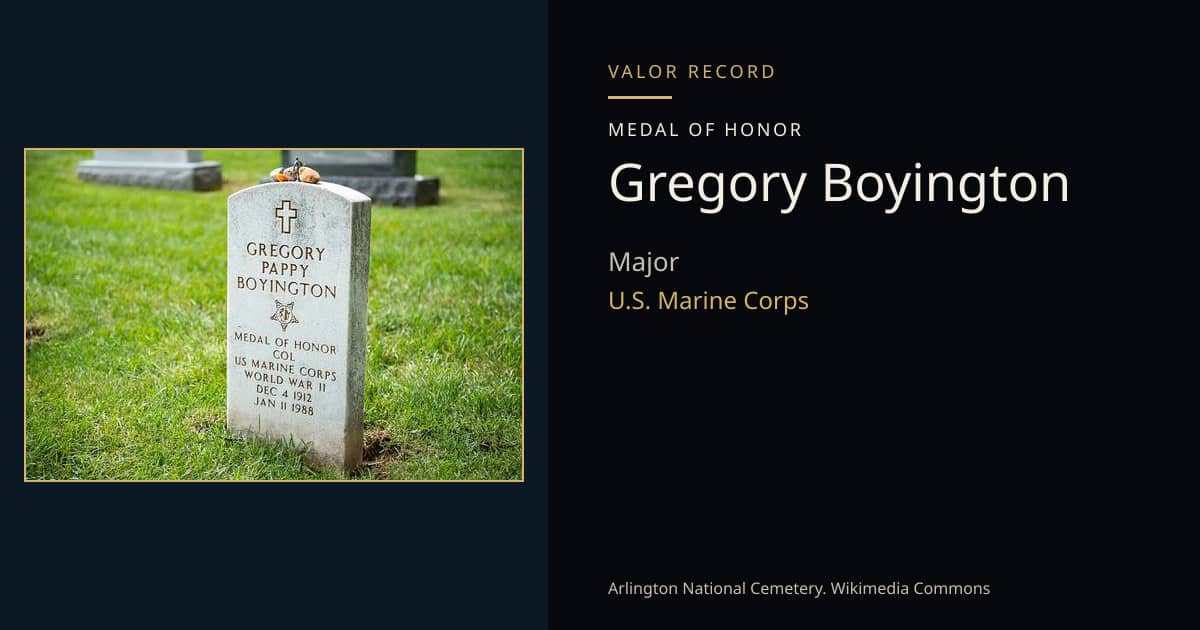 GREGORY
PAPPY
BOYINGTON
MEDAL OF HONOR
COL
US MARINE CORPS
WORLD WAR II
DEC 4 1912
JAN 11 1988
VALOR RECORD
MEDAL OF HONOR
Gregory Boyington
Major
U.S. Marine Corps
Arlington National Cemetery. Wikimedia Commons